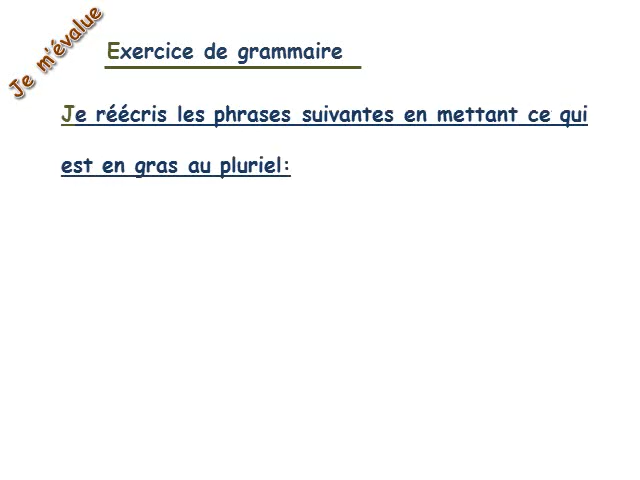 Je m'évalue
Exercice de grammaire
Je réécris les phrases suivantes en mettant ce qui
est en gras au pluriel: